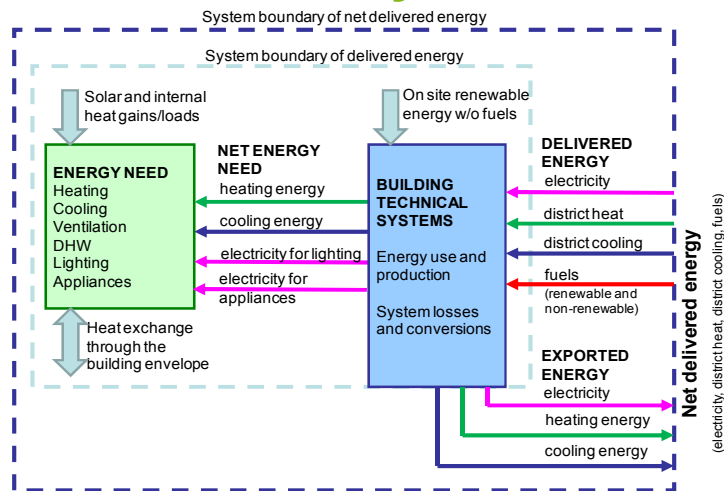 System boundary of net delivered energy
System boundary of delivered energy
Solar and internal
heat gains/loads
On site renewable
energy w/o fuels
ENERGY NEED
Heating
Cooling
Ventilation
DHW
Lighting
Appliances
Heat exchange
through the
building envelope
NET ENERGY
NEED
heating energy
cooling energy
electricity for lighting
electricity for
appliances
BUILDING
TECHNICAL
SYSTEMS
Energy use and
production
System losses
and conversions
DELIVERED
ENERGY
electricity
district heat
district cooling
fuels
(renewable and
non-renewable)
EXPORTED
ENERGY
electricity
heating energy
cooling energy
Net delivered energy
(electricity, district heat, district cooling, fuels)